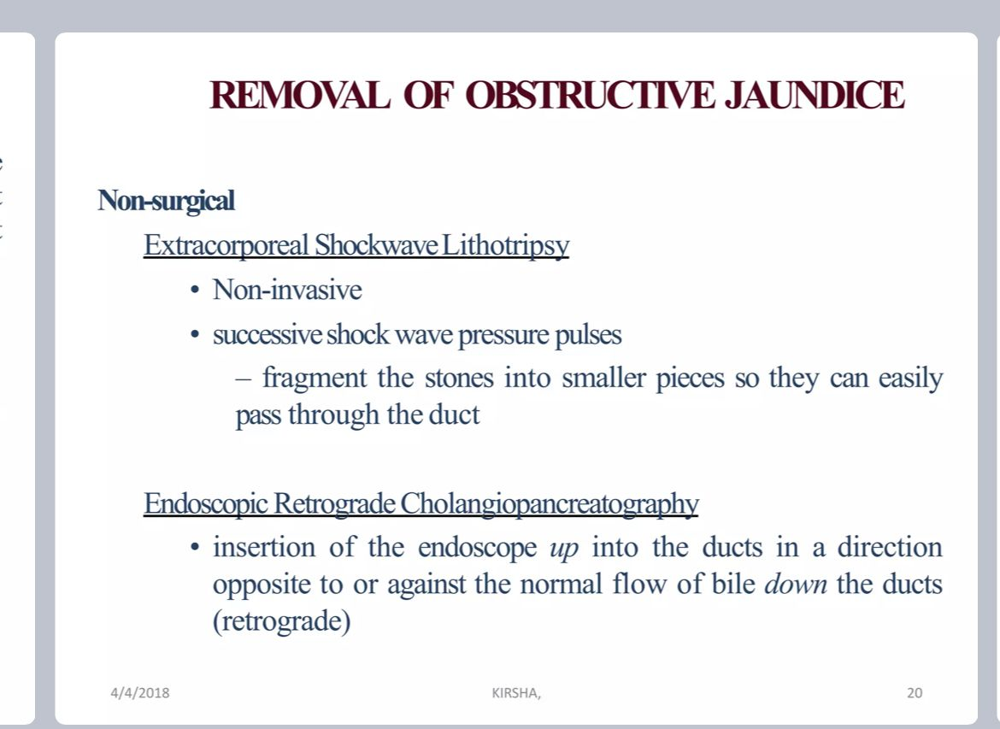 REMOVAL OF OBSTRUCTIVE JAUNDICE
Non-surgical
Extracorporeal Shockwave Lithotripsy
• Non-invasive
• successive shock wave pressure pulses
– fragment the stones into smaller pieces so they can easily
pass through the duct
Endoscopic Retrograde Cholangiopancreatography
• insertion of the endoscope up into the ducts in a direction
opposite to or against the normal flow of bile down the ducts
(retrograde)
4/4/2018 KIRSHA, 20